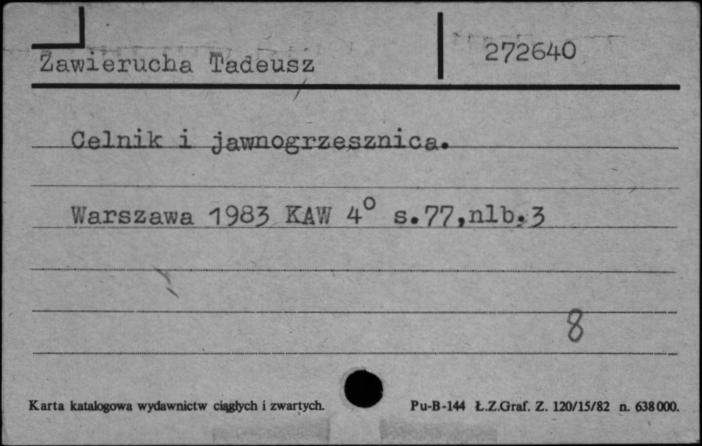 Zawierucha Tadeusz 272640
Celnik i jawnogrzesznica.
Warszawa 1983 KAW 4° s.77,nlb.3
8
Karta katalogowa wydawnictw ciągłych i zwartych. Pu-B-144 Ł.Z.Graf. Z. 120/15/82 n. 638000.